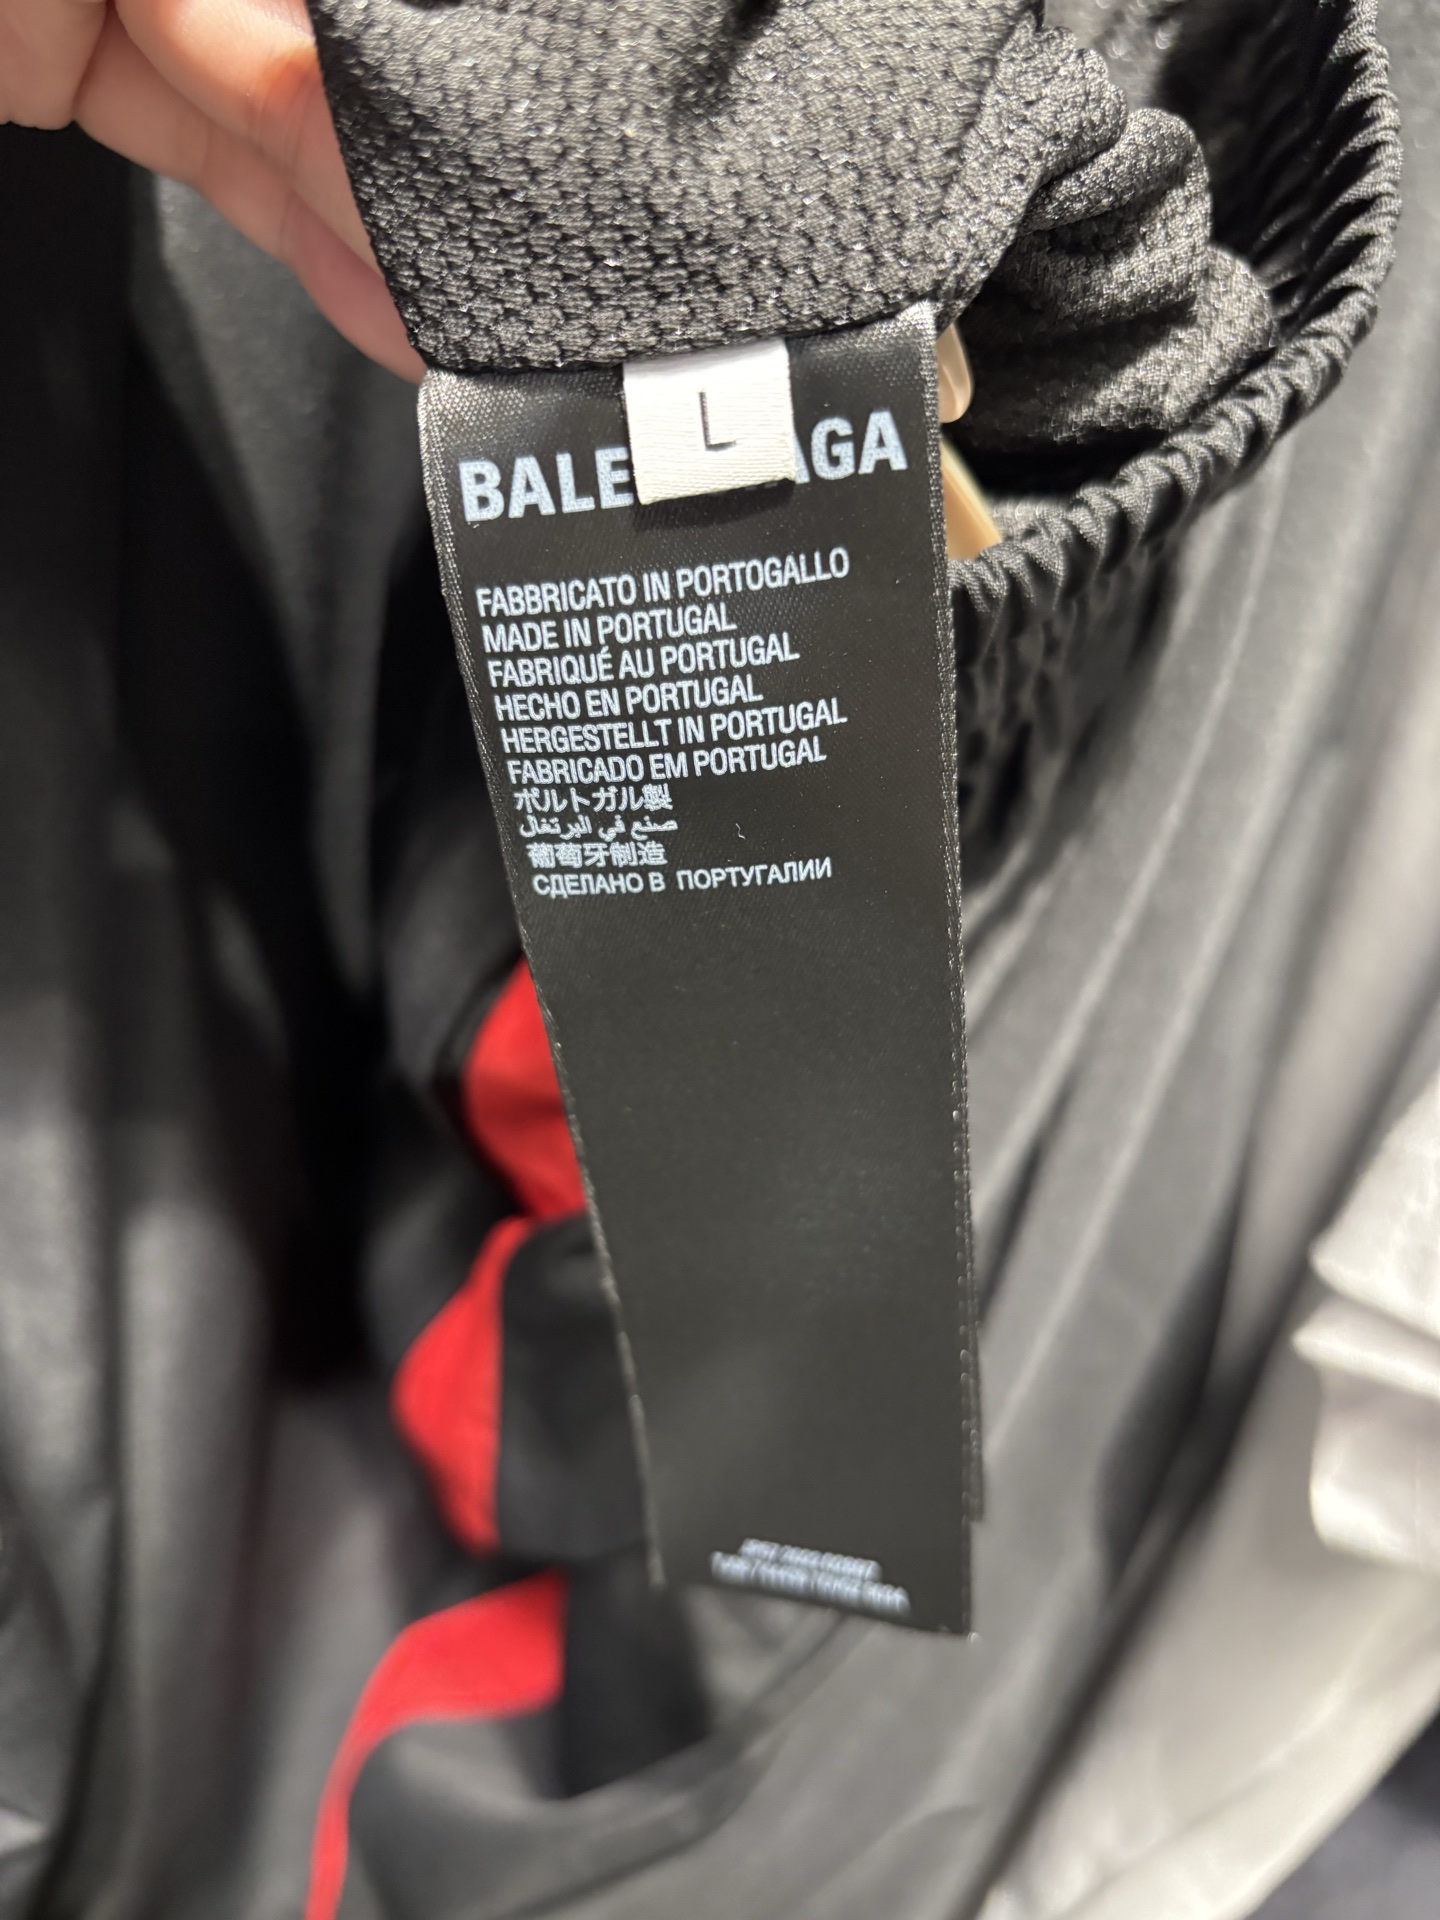 L
BALE AGA
FABBRICATO IN PORTOGALLO
MADE IN PORTUGAL
FABRIQUÉ AU PORTUGAL
HECHO EN PORTUGAL
HERGESTELLT IN PORTUGAL
FABRICADO EM PORTUGAL
ポルトガル製
صنع في البرتغال
葡萄牙制造
СДЕЛАНО В ПОРТУГАЛИИ